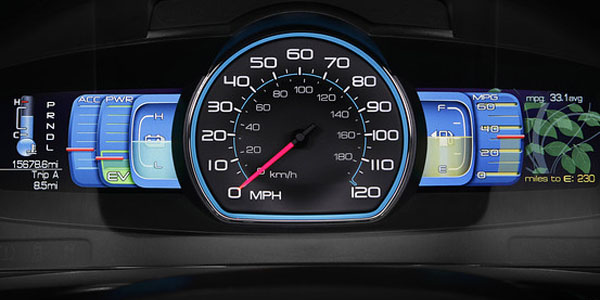 H
C
P
R
N
D
L
15678.6mi
Trip A
8.5mi
ACC
PWR
EV
H
L
0
10
20
30
40
50
60
70
80
90
100
110
120
MPH
0
20
40
60
80
100
120
140
160
180
km/h
F
E
MPG
60
40
20
0
mpg 33.1avg
miles to E: 230